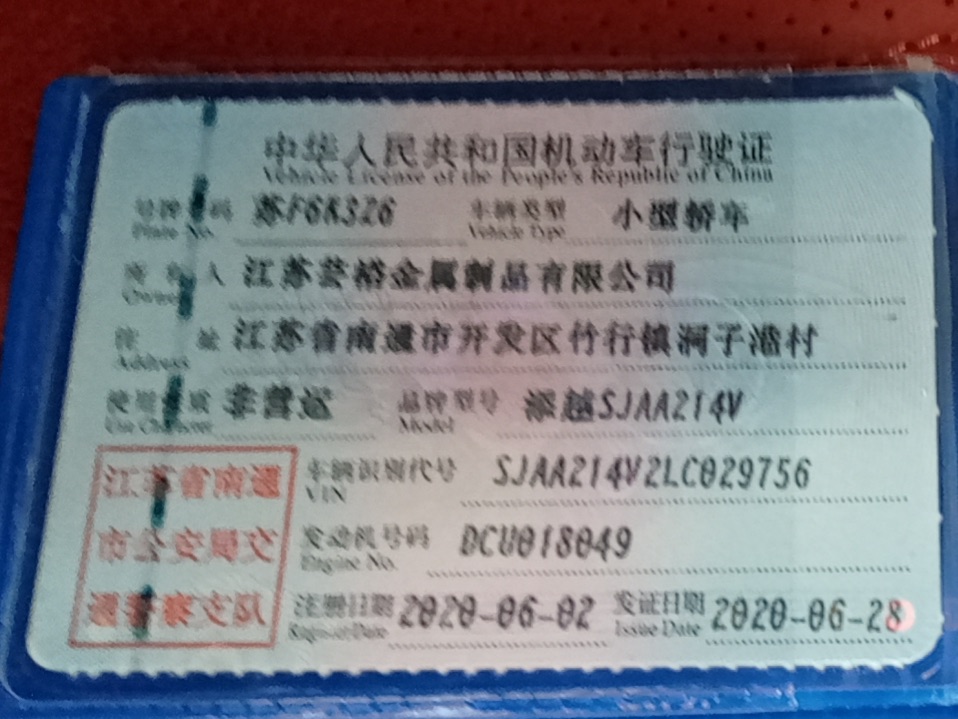 中华人民共和国机动车行驶证
Vehicle License of the People's Republic of China
号牌号码 苏F6K3Z6 车辆类型 小型轿车
Plate No. Vehicle Type
所有人 江苏芸裕金属制品有限公司
Owner
住址 江苏省南通市开发区竹行镇涧子港村
Address
使用性质 非营运 品牌型号 添越SJAA214V
Use Character Model
江苏省南通
市公安局交
通警察支队
车辆识别代号 SJAA214V2LC029756
VIN
发动机号码 DCU018049
Engine No.
注册日期 2020-06-02 发证日期 2020-06-28
Register Date Issue Date